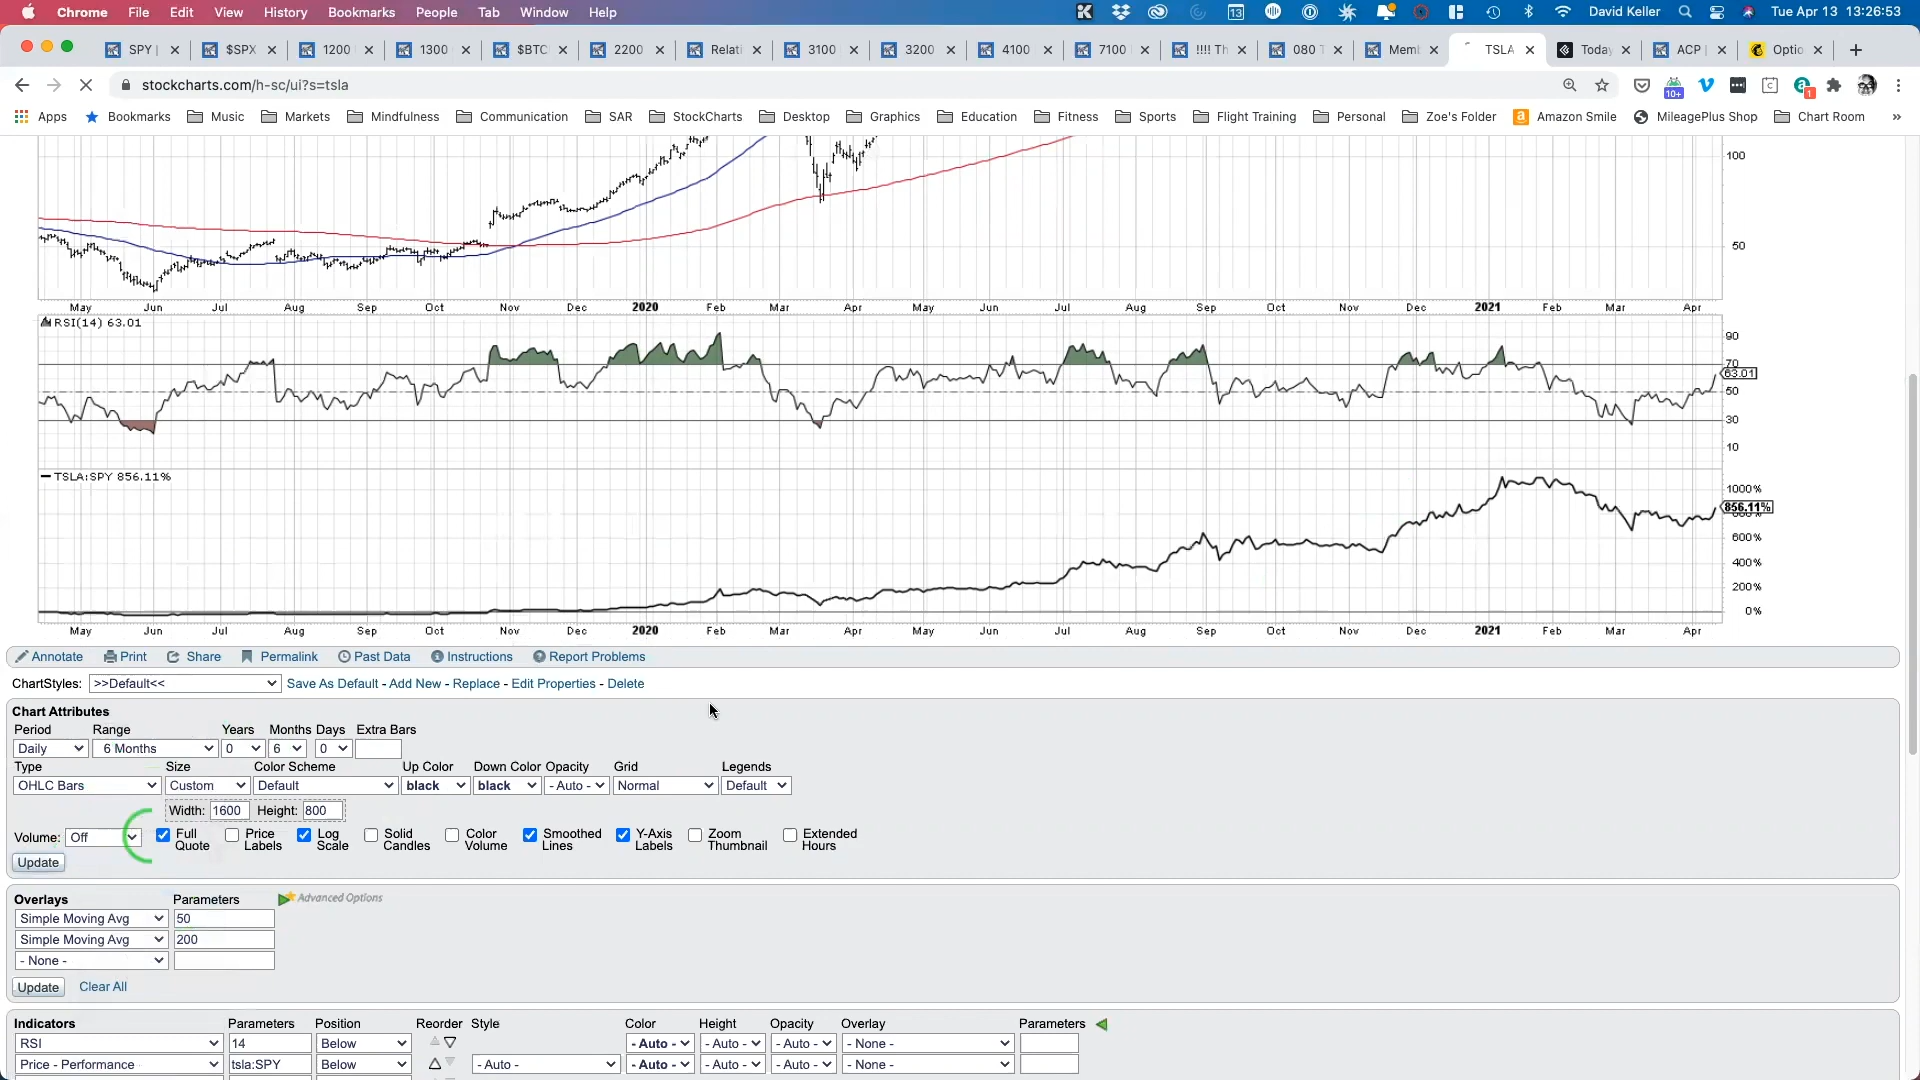 Chrome File Edit View History Bookmarks People Tab Window Help 13 David Keller Tue Apr 13 13:26:53
SPY | $SPX 1200 1300 $BTC 2200 Relati 3100 3200 4100 7100 !!!! Th 080 T Memb TSLA Today ACP | Optio
stockcharts.com/h-sc/ui?s=tsla 10+ 1
Apps Bookmarks Music Markets Mindfulness Communication SAR StockCharts Desktop Graphics Education Fitness Sports Flight Training Personal Zoe's Folder Amazon Smile MileagePlus Shop Chart Room »
100
50
May Jun Jul Aug Sep Oct Nov Dec 2020 Feb Mar Apr May Jun Jul Aug Sep Oct Nov Dec 2021 Feb Mar Apr
RSI(14) 63.01
90
70
63.01
50
30
10
TSLA:SPY 856.11%
1000%
856.11%
600%
400%
200%
0%
May Jun Jul Aug Sep Oct Nov Dec 2020 Feb Mar Apr May Jun Jul Aug Sep Oct Nov Dec 2021 Feb Mar Apr
Annotate Print Share Permalink Past Data Instructions Report Problems
ChartStyles: >>Default<< Save As Default - Add New - Replace - Edit Properties - Delete
Chart Attributes
Period Range Years Months Days Extra Bars
Daily 6 Months 0 6 0
Type Size Color Scheme Up Color Down Color Opacity Grid Legends
OHLC Bars Custom Default black black - Auto - Normal Default
Width: 1600 Height: 800
Volume: Off Full Quote Price Labels Log Scale Solid Candles Color Volume Smoothed Lines Y-Axis Labels Zoom Thumbnail Extended Hours
Update
Overlays Parameters Advanced Options
Simple Moving Avg 50
Simple Moving Avg 200
- None -
Update Clear All
Indicators Parameters Position Reorder Style Color Height Opacity Overlay Parameters
RSI 14 Below - Auto - - Auto - - Auto - - None -
Price - Performance tsla:SPY Below - Auto - - Auto - - Auto - - Auto - - None -